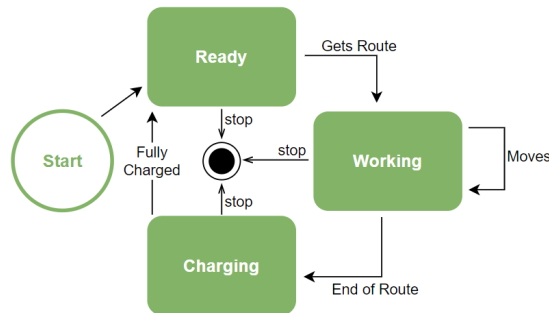 Ready
Gets Route
stop
Start
Fully
Charged
stop
Working
Moves
stop
Charging
End of Route